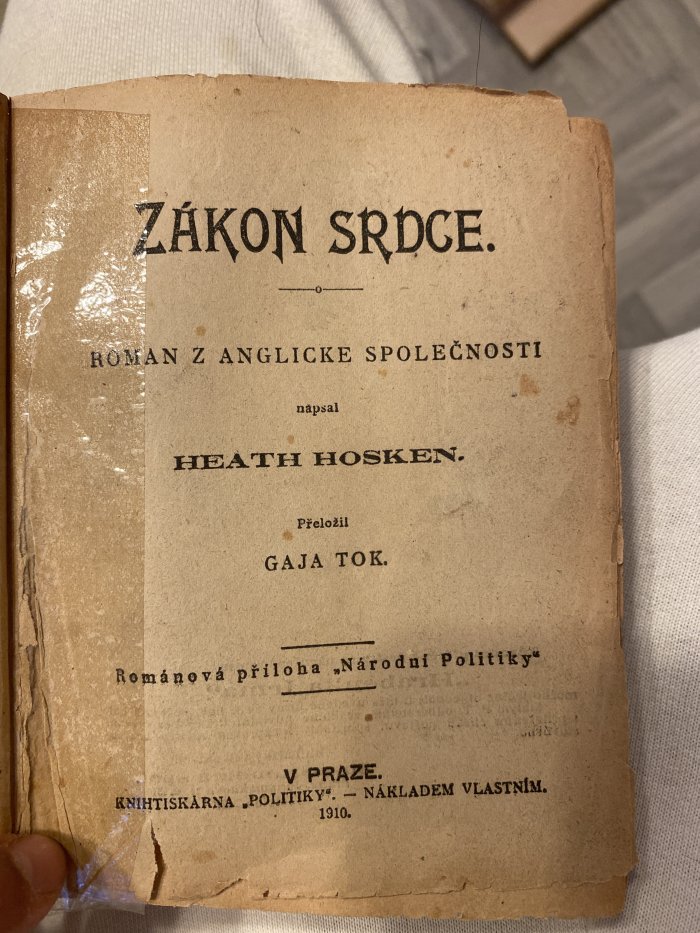 ZÁKON SRDCE.
ROMAN Z ANGLICKE SPOLEČNOSTI
napsal
HEATH HOSKEN.
Přeložil
GAJA TOK.
Románová příloha „Národní Politiky“
V PRAZE.
KNIHTISKÁRNA „POLITIKY“. — NÁKLADEM VLASTNÍM.
1910.